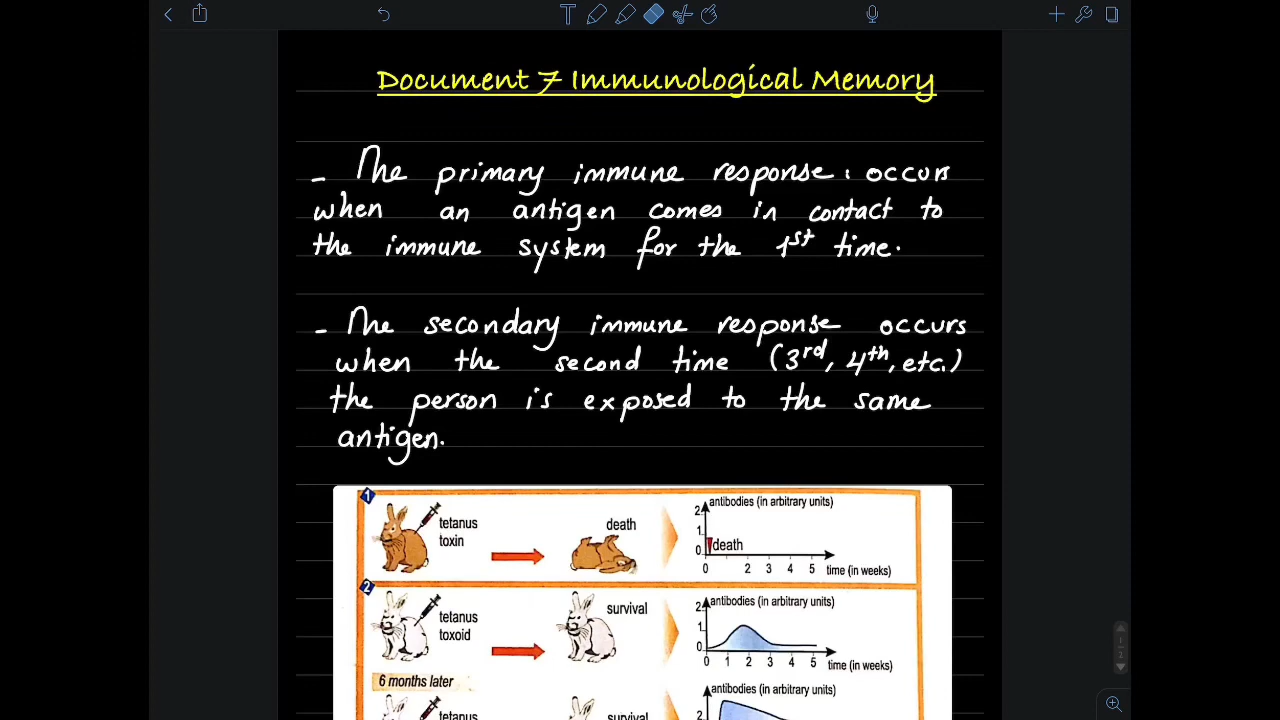 Document 7 Immunological Memory
- The primary immune response: occurs
when an antigen comes in contact to
the immune system for the 1st time.
- The secondary immune response occurs
when the second time (3rd, 4th, etc.)
the person is exposed to the same
antigen.
1
tetanus
toxin
death
antibodies (in arbitrary units)
2
1
0
death
0 2 3 4 5 time (in weeks)
2
tetanus
toxoid
survival
antibodies (in arbitrary units)
2
1
0
0 1 2 3 4 5 time (in weeks)
6 months later
tetanus
survival
antibodies (in arbitrary units)
2